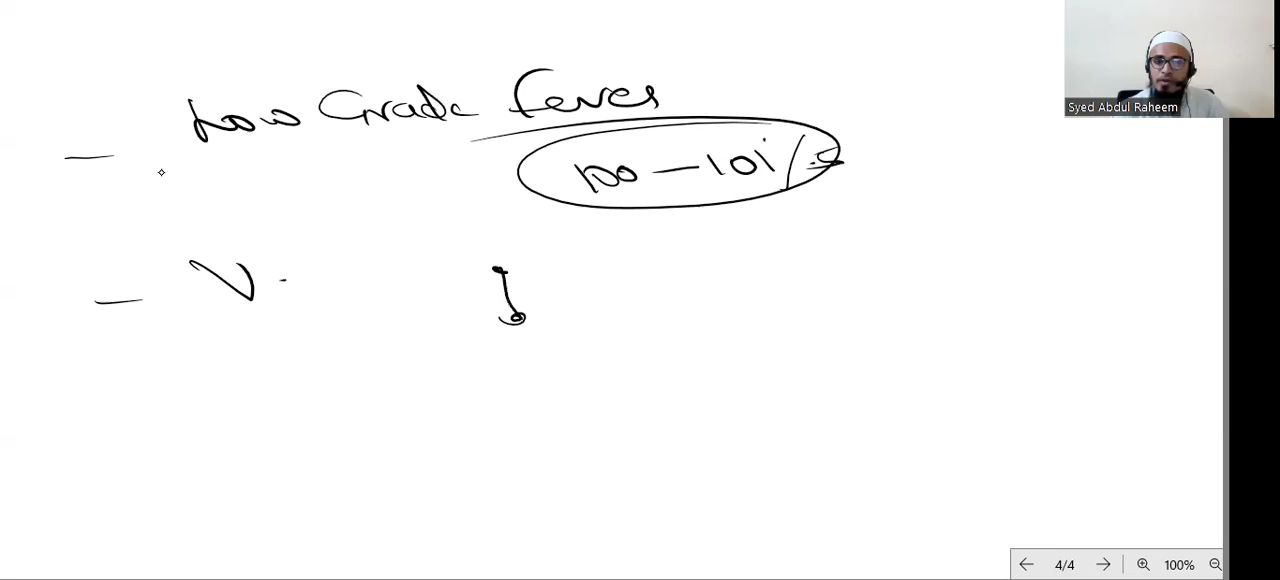 Syed Abdul Raheem
Low Grade fever
100 - 101
- V.
4/4
100%